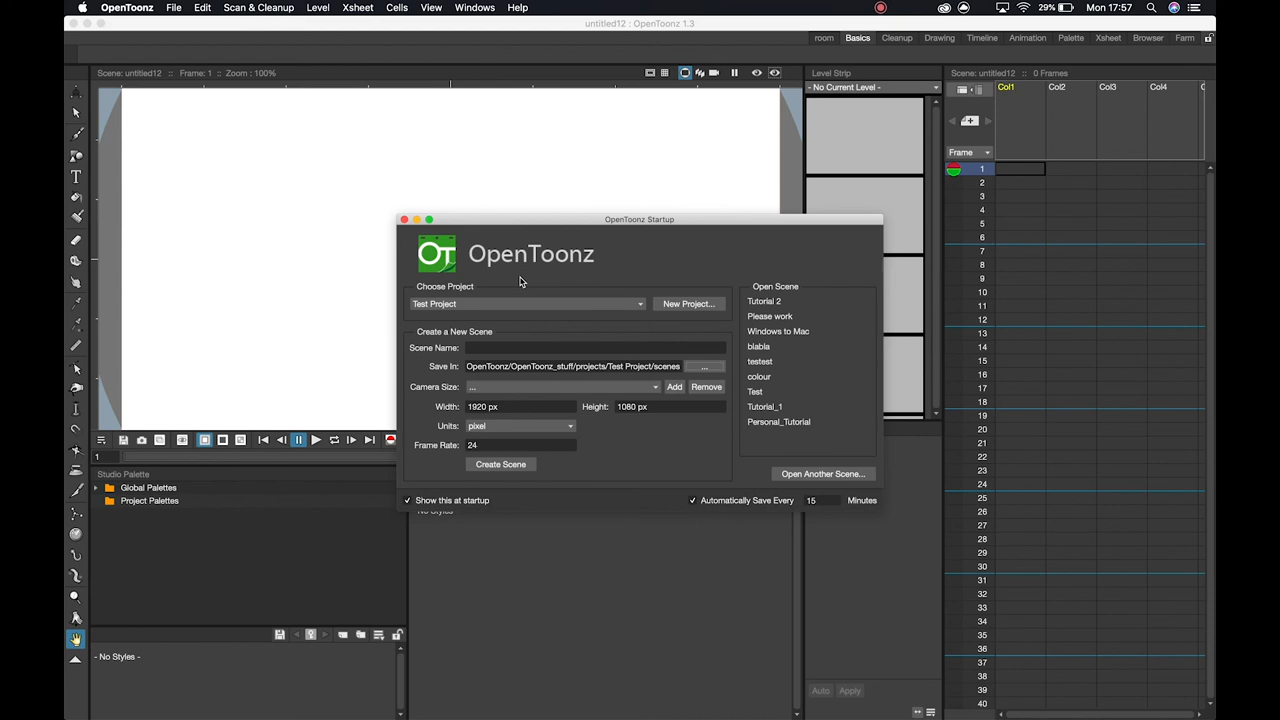 OpenToonz File Edit Scan & Cleanup Level Xsheet Cells View Windows Help 29% Mon 17:57
untitled12 : OpenToonz 1.3
room Basics Cleanup Drawing Timeline Animation Palette Xsheet Browser Farm
Scene: untitled12 :: Frame: 1 :: Zoom : 100%
Level Strip
Scene: untitled12 :: 0 Frames
- No Current Level -
Col1 Col2 Col3 Col4
Frame
1
2
3
4
5
6
7
8
9
10
11
12
13
14
15
16
17
18
19
20
21
22
23
24
25
26
27
28
29
30
31
32
33
34
35
36
37
38
39
40
OpenToonz Startup
OT OpenToonz
Choose Project
Test Project New Project...
Create a New Scene
Scene Name:
Save In: OpenToonz/OpenToonz_stuff/projects/Test Project/scenes ...
Camera Size: ... Add Remove
Width: 1920 px Height: 1080 px
Units: pixel
Frame Rate: 24
Create Scene
Open Scene
Tutorial 2
Please work
Windows to Mac
blabla
testest
colour
Test
Tutorial_1
Personal_Tutorial
Open Another Scene...
Show this at startup
Automatically Save Every 15 Minutes
1
Studio Palette
Global Palettes
Project Palettes
- No Styles -
No Styles
Auto Apply